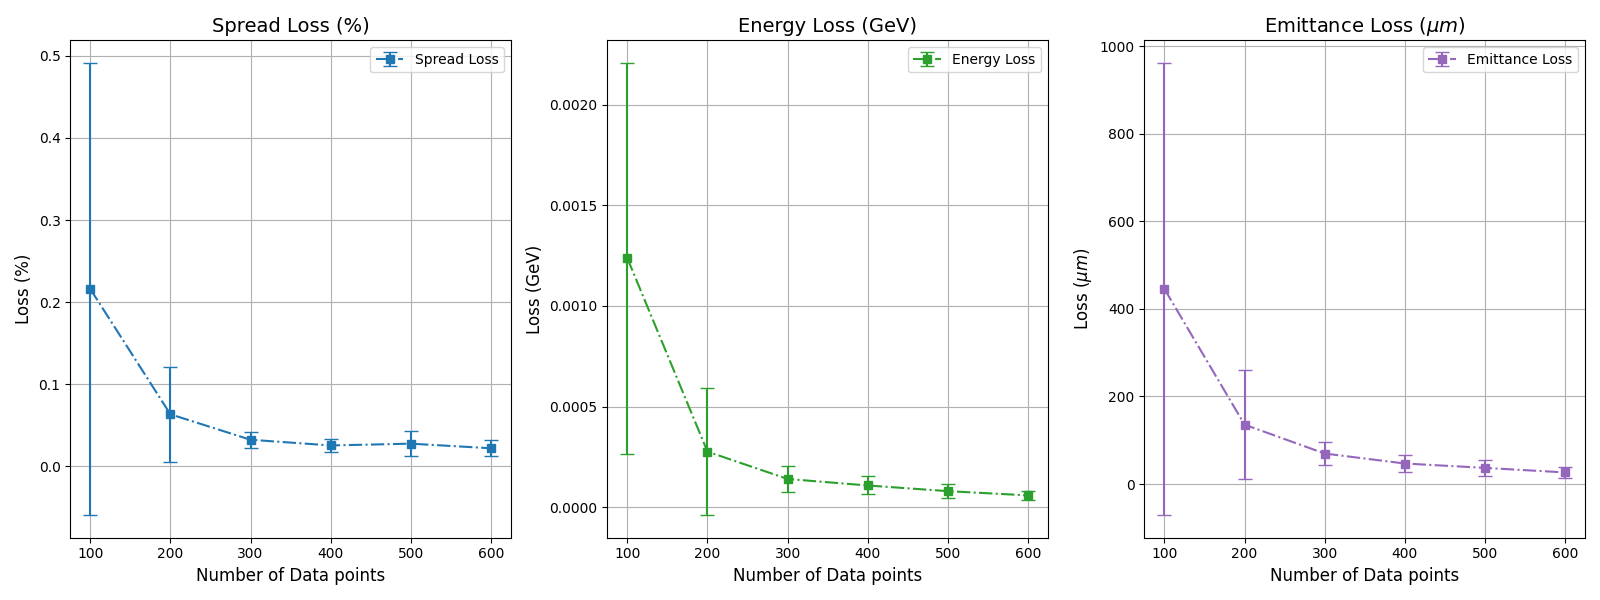 Spread Loss (%)
0.5
0.4
0.3
0.2
0.1
0.0
Loss (%)
Spread Loss
100 200 300 400 500 600
Number of Data points
Energy Loss (GeV)
0.0020
0.0015
0.0010
0.0005
0.0000
Loss (GeV)
Energy Loss
100 200 300 400 500 600
Number of Data points
Emittance Loss (μm)
1000
800
600
400
200
0
Loss (μm)
Emittance Loss
100 200 300 400 500 600
Number of Data points